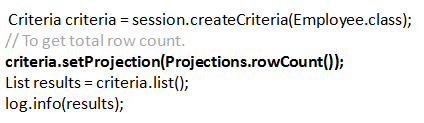 Criteria criteria = session.createCriteria(Employee.class);
// To get total row count.
criteria.setProjection(Projections.rowCount());
List results = criteria.list();
log.info(results);